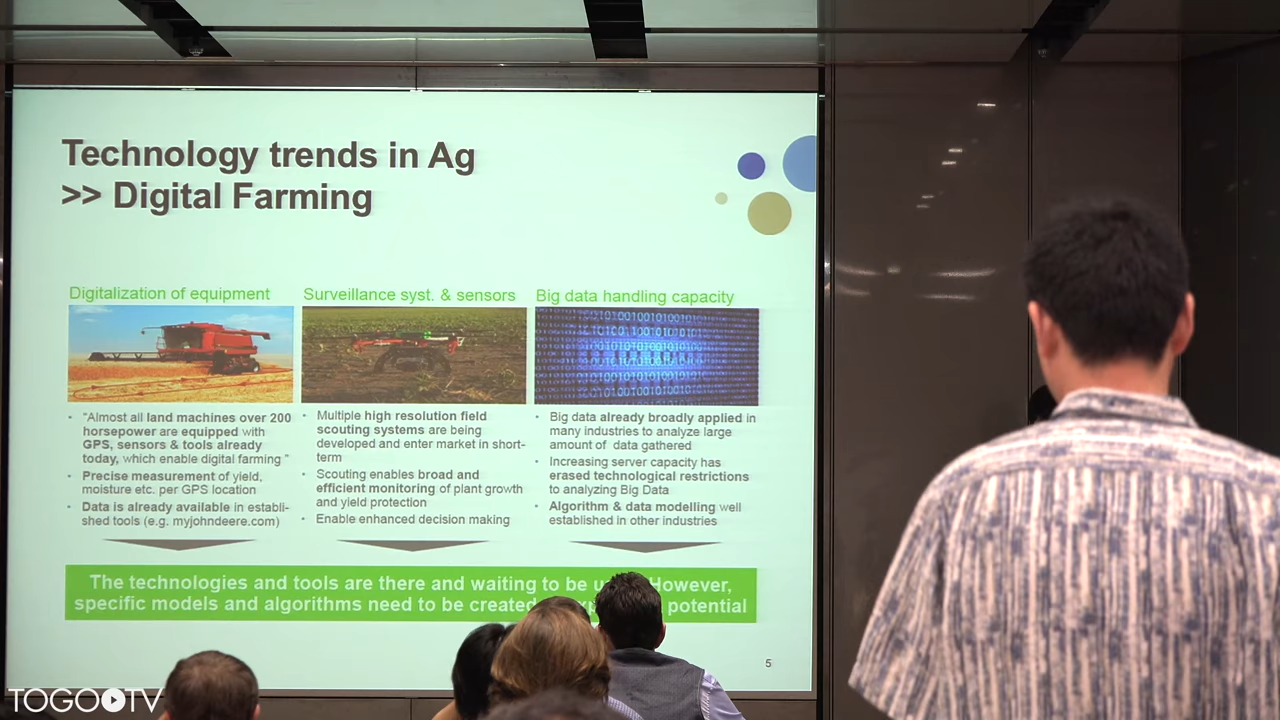 Technology trends in Ag
>> Digital Farming
Digitalization of equipment
"Almost all land machines over 200
horsepower are equipped with
GPS, sensors & tools already
today, which enable digital farming "
Precise measurement of yield,
moisture etc. per GPS location
Data is already available in establi-
shed tools (e.g. myjohndeere.com)
Surveillance syst. & sensors
Multiple high resolution field
scouting systems are being
developed and enter market in short-
term
Scouting enables broad and
efficient monitoring of plant growth
and yield protection
Enable enhanced decision making
Big data handling capacity
Big data already broadly applied in
many industries to analyze large
amount of data gathered
Increasing server capacity has
erased technological restrictions
to analyzing Big Data
Algorithm & data modelling well
established in other industries
The technologies and tools are there and waiting to be However,
specific models and algorithms need to be created potential
5
TOGOTV